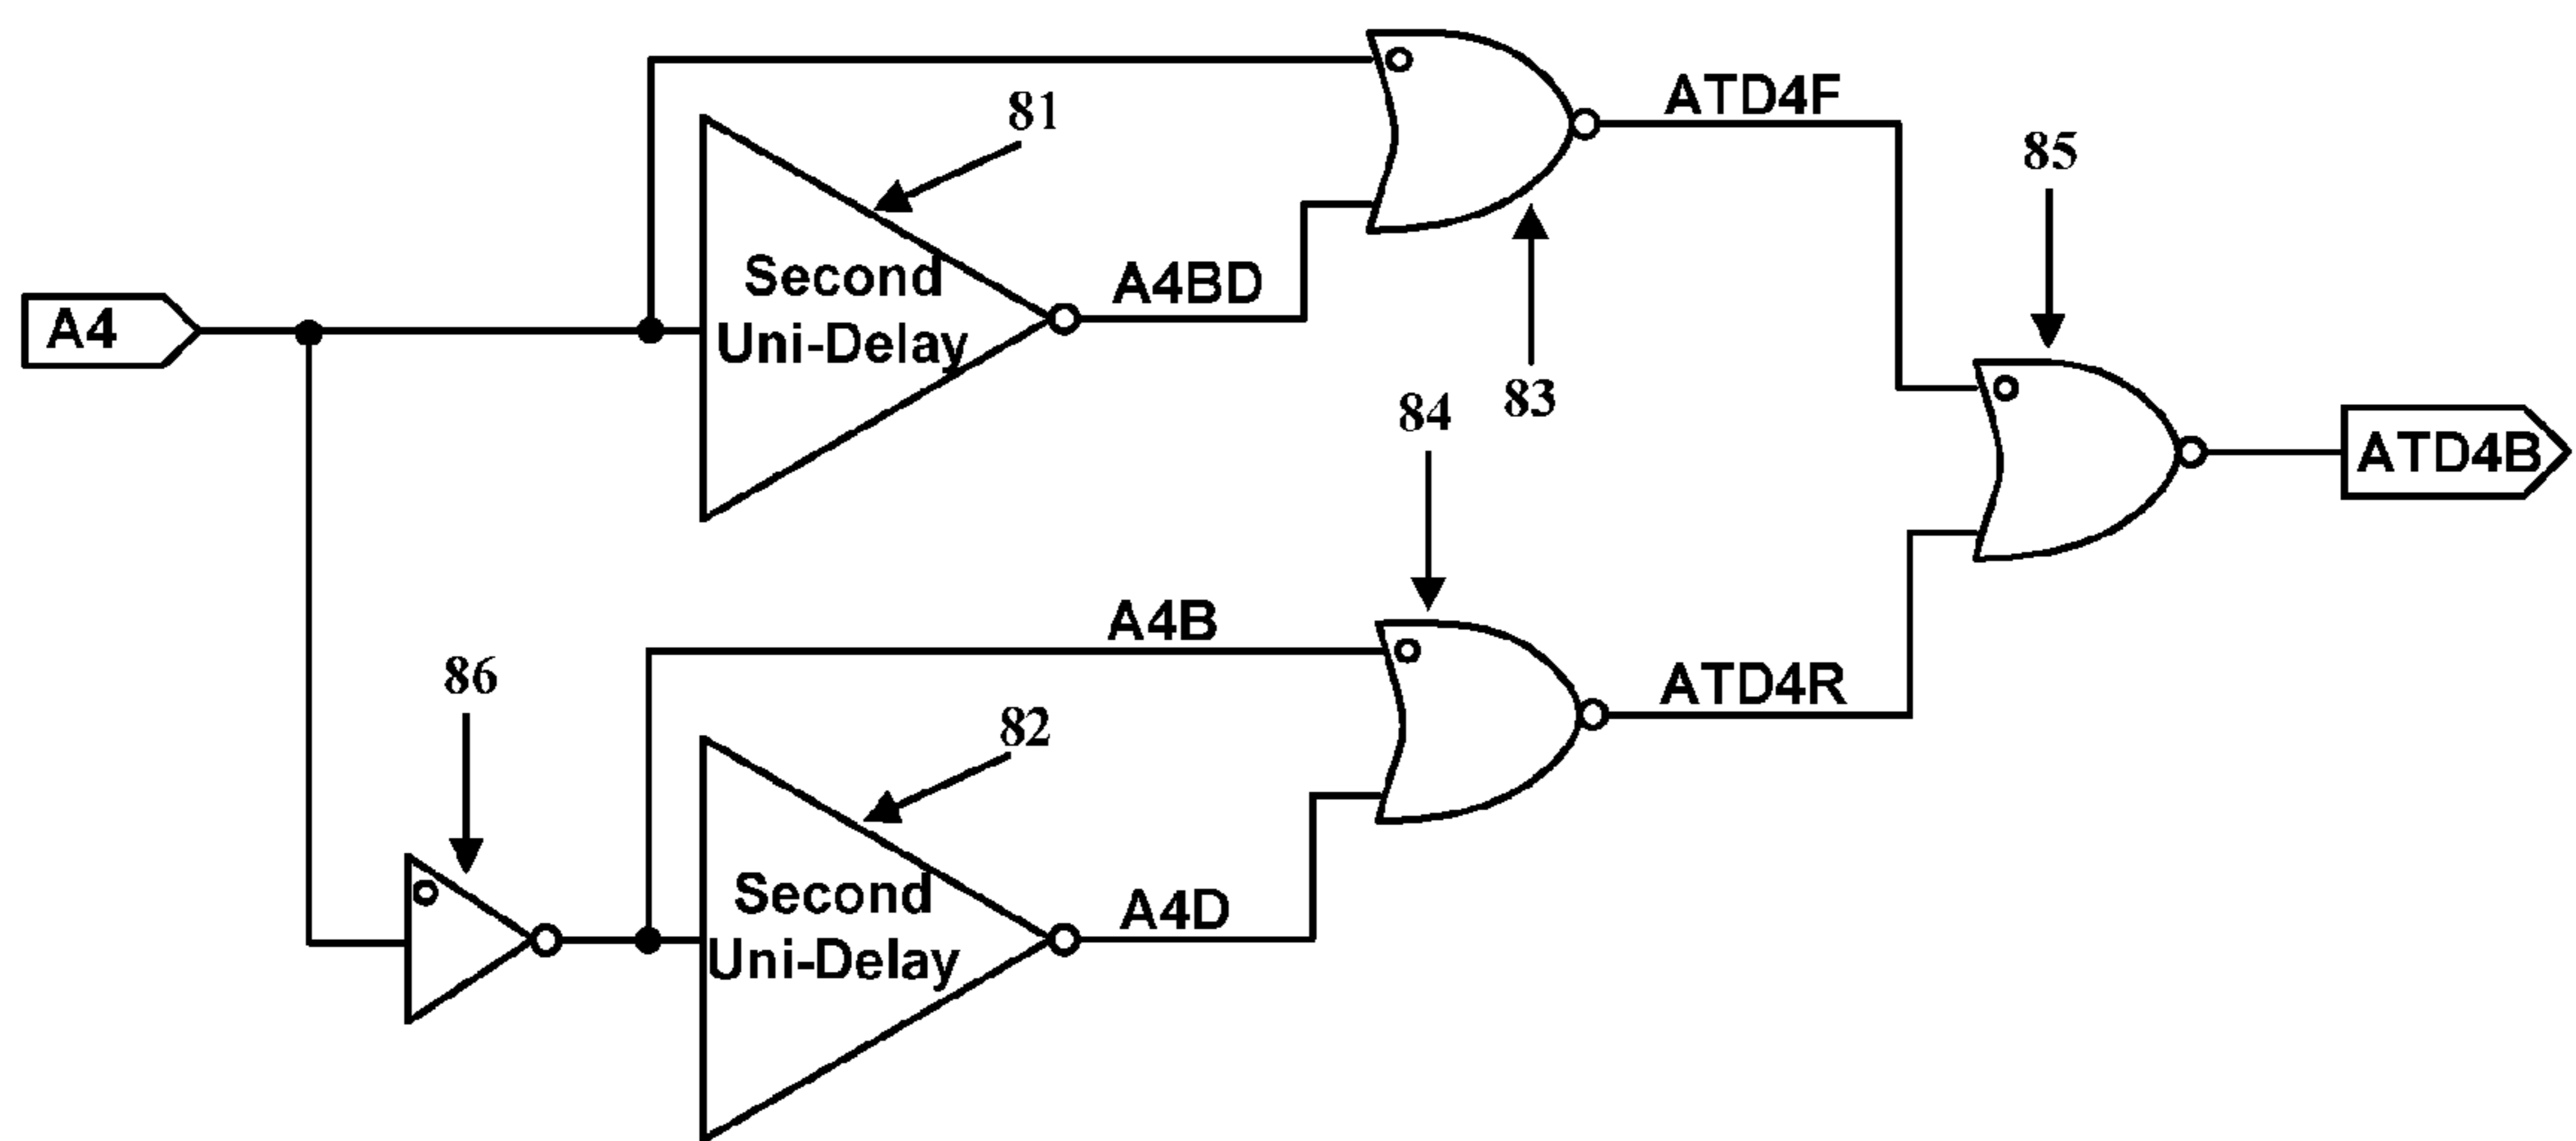 ATD4F
81
85
Second
A4BD
A4
Uni-Delay
83
84
ATD4B
A4B
86
ATD4R
82
Second
A4D
Uni-Delay